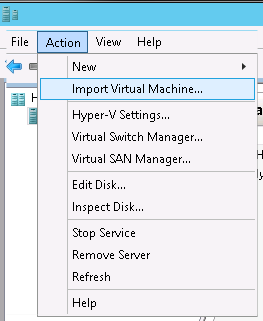 File Action View Help
New
Import Virtual Machine...
Hyper-V Settings...
Virtual Switch Manager...
Virtual SAN Manager...
Edit Disk...
Inspect Disk...
Stop Service
Remove Server
Refresh
Help